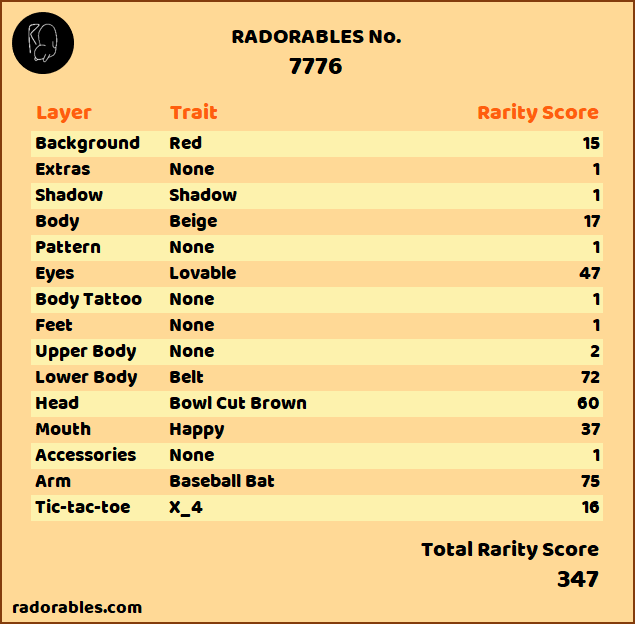 RADORABLES No.
7776
Layer Trait Rarity Score
Background Red 15
Extras None 1
Shadow Shadow 1
Body Beige 17
Pattern None 1
Eyes Lovable 47
Body Tattoo None 1
Feet None 1
Upper Body None 2
Lower Body Belt 72
Head Bowl Cut Brown 60
Mouth Happy 37
Accessories None 1
Arm Baseball Bat 75
Tic-tac-toe X_4 16
Total Rarity Score
347
radorables.com